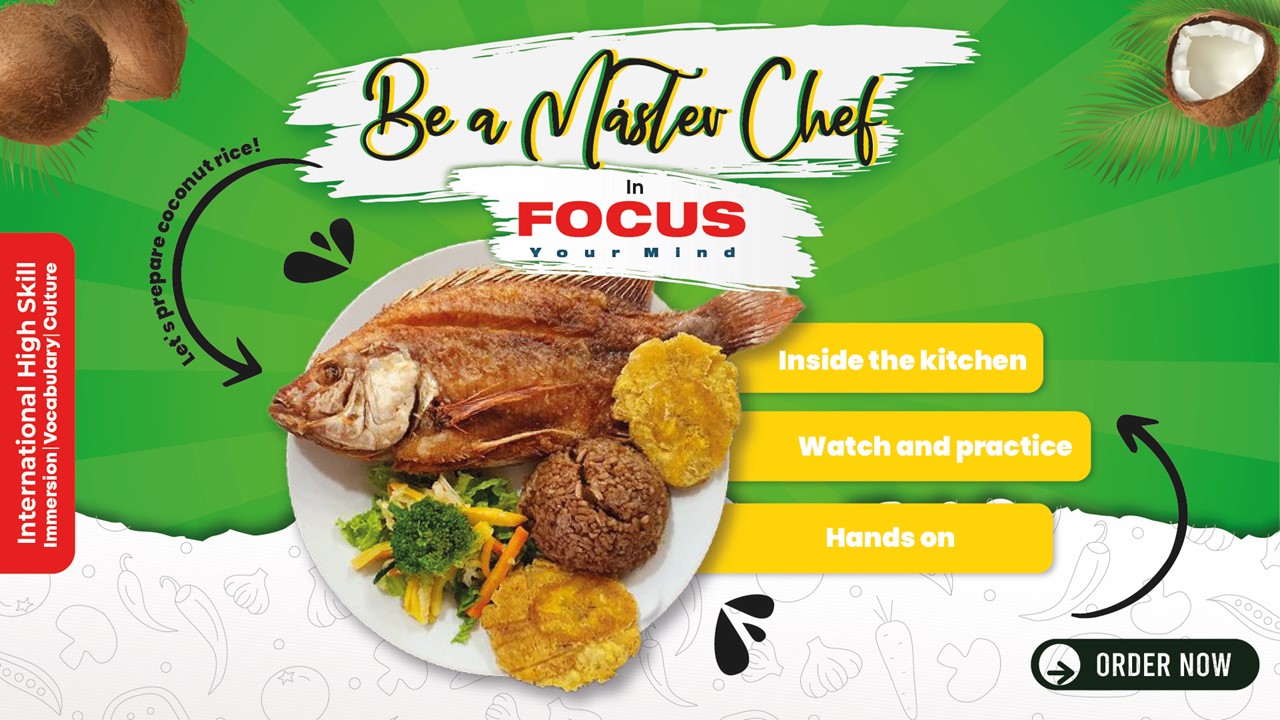 Be a Máster Chef
In
FOCUS
Your Mind
Let's prepare coconut rice!
International High Skill
Immersion|Vocabulary|Culture
Inside the kitchen
Watch and practice
Hands on
ORDER NOW